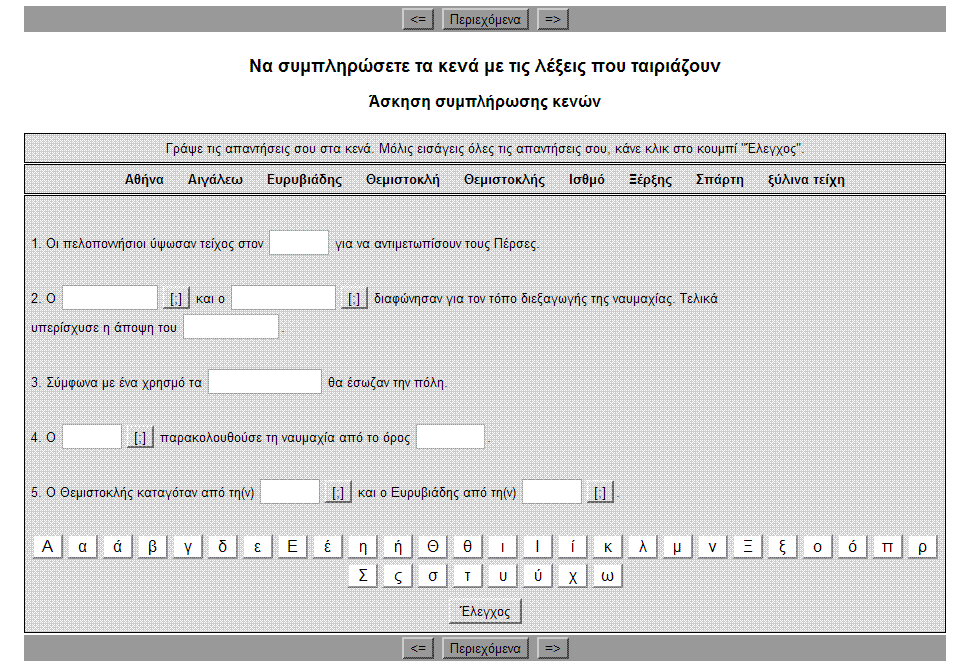 <= Περιεχόμενα =>
Να συμπληρώσετε τα κενά με τις λέξεις που ταιριάζουν
Άσκηση συμπλήρωσης κενών
Γράψε τις απαντήσεις σου στα κενά. Μόλις εισάγεις όλες τις απαντήσεις σου, κάνε κλικ στο κουμπί "Έλεγχος".
Αθήνα Αιγάλεω Ευρυβιάδης Θεμιστοκλή Θεμιστοκλής Ισθμό Ξέρξης Σπάρτη ξύλινα τείχη
1. Οι πελοποννήσιοι ύψωσαν τείχος στον για να αντιμετωπίσουν τους Πέρσες.
2. Ο [;] και ο [;] διαφώνησαν για τον τόπο διεξαγωγής της ναυμαχίας. Τελικά
υπερίσχυσε η άποψη του .
3. Σύμφωνα με ένα χρησμό τα θα έσωζαν την πόλη.
4. Ο [;] παρακολουθούσε τη ναυμαχία από το όρος .
5. Ο Θεμιστοκλής καταγόταν από τη(ν) [;] και ο Ευρυβιάδης από τη(ν) [;] .
Α α ά β γ δ ε Ε έ η ή Θ θ ι Ι ί κ λ μ ν Ξ ξ ο ό π ρ
Σ ς σ τ υ ύ χ ω
Έλεγχος
<= Περιεχόμενα =>